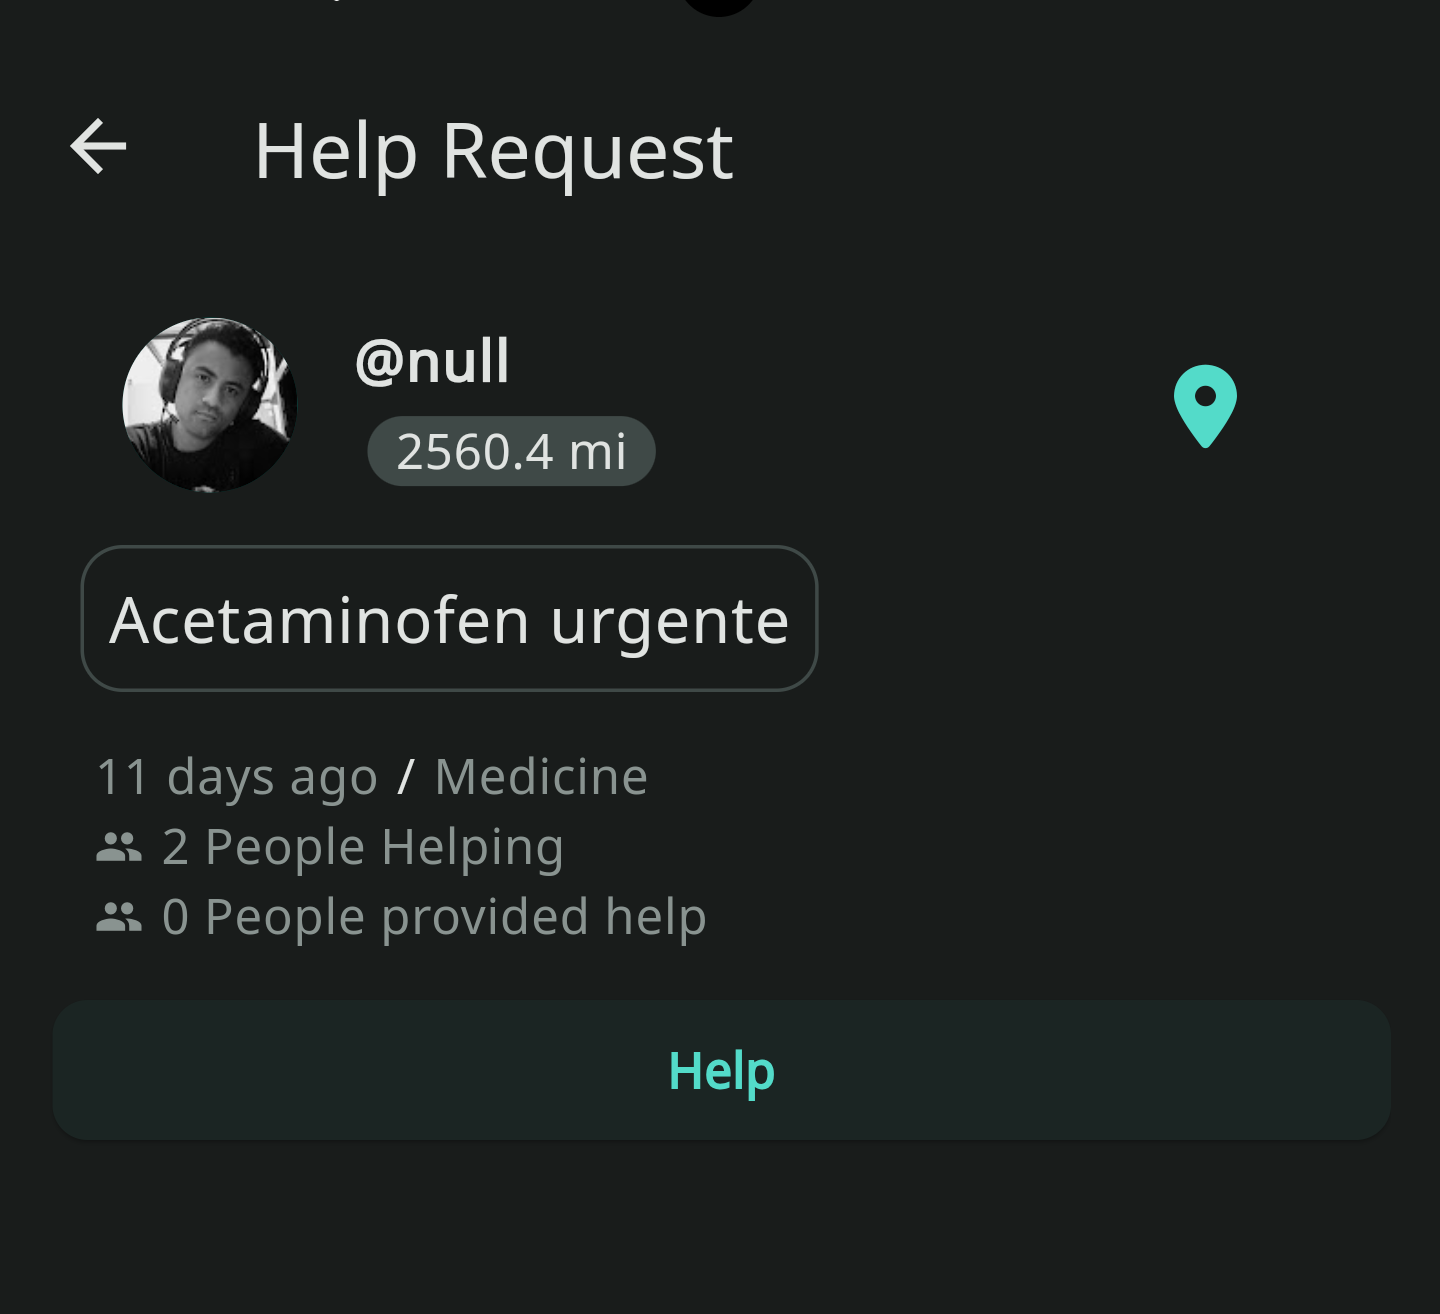 Help Request
@null
2560.4 mi
Acetaminofen urgente
11 days ago / Medicine
2 People Helping
0 People provided help
Help